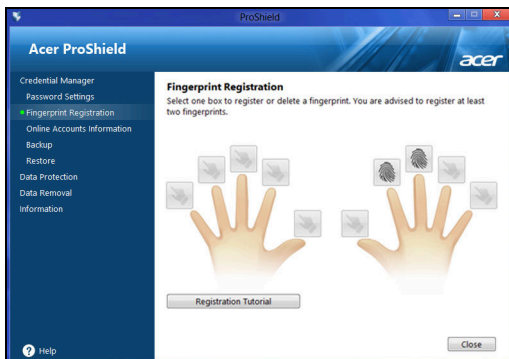 ProShield
Acer ProShield
acer
Credential Manager
Password Settings
Fingerprint Registration
Online Accounts Information
Backup
Restore
Data Protection
Data Removal
Information
Fingerprint Registration
Select one box to register or delete a fingerprint. You are advised to register at least
two fingerprints.
Registration Tutorial
? Help
Close